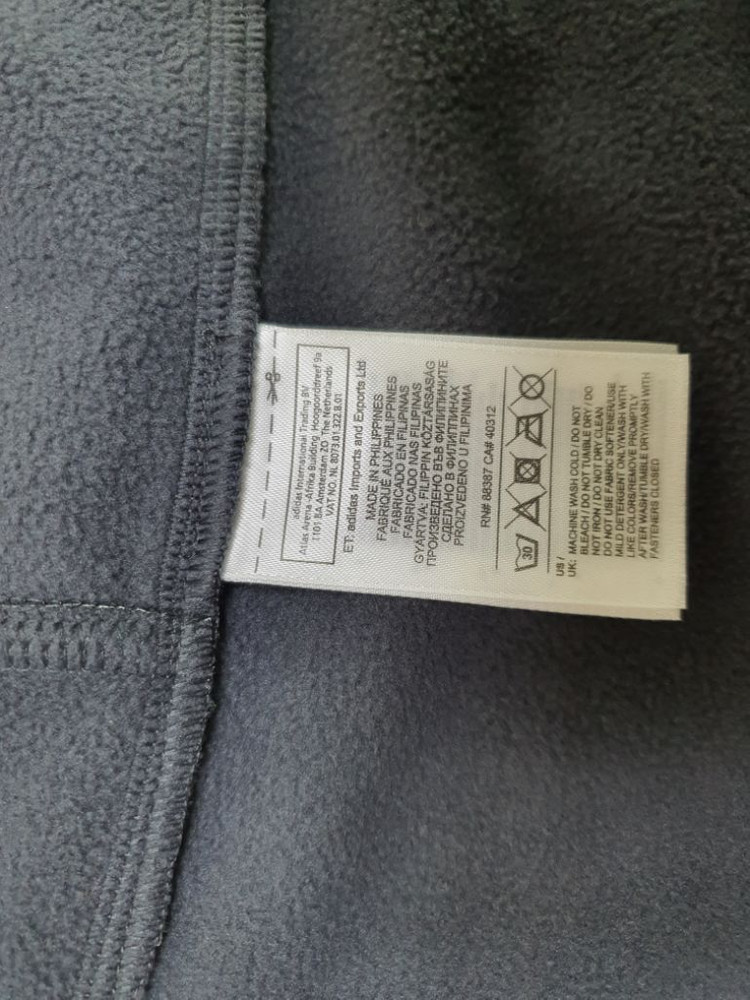 adidas International Trading BV
Atlas Arena -Afrika Building, Hoogoorddreef 9a
1101 BA Amsterdam ZO The Netherlands
VAT NO. NL 8073.01.322.B.01
ET: adidas Imports and Exports Ltd
MADE IN PHILIPPINES
FABRIQUÉ AUX PHILIPPINES
FABRICADO EN FILIPINAS
FABRICADO NAS FILIPINAS
GYÁRTVA: FILIPPIN KÖZTÁRSASÁG
ПРОИЗВЕДЕНО ВЪВ ФИЛИПИНИТЕ
СДЕЛАНО В ФИЛИППИНАХ
PROIZVEDENO U FILIPINIMA
RN# 88387 CA# 40312
30
US /
UK: MACHINE WASH COLD / DO NOT
BLEACH / DO NOT TUMBLE DRY / DO
NOT IRON / DO NOT DRY CLEAN
DO NOT USE FABRIC SOFTENER/USE
MILD DETERGENT ONLY/WASH WITH
LIKE COLORS/REMOVE PROMPTLY
AFTER WASH/TUMBLE DRY/WASH WITH
FASTENERS CLOSED